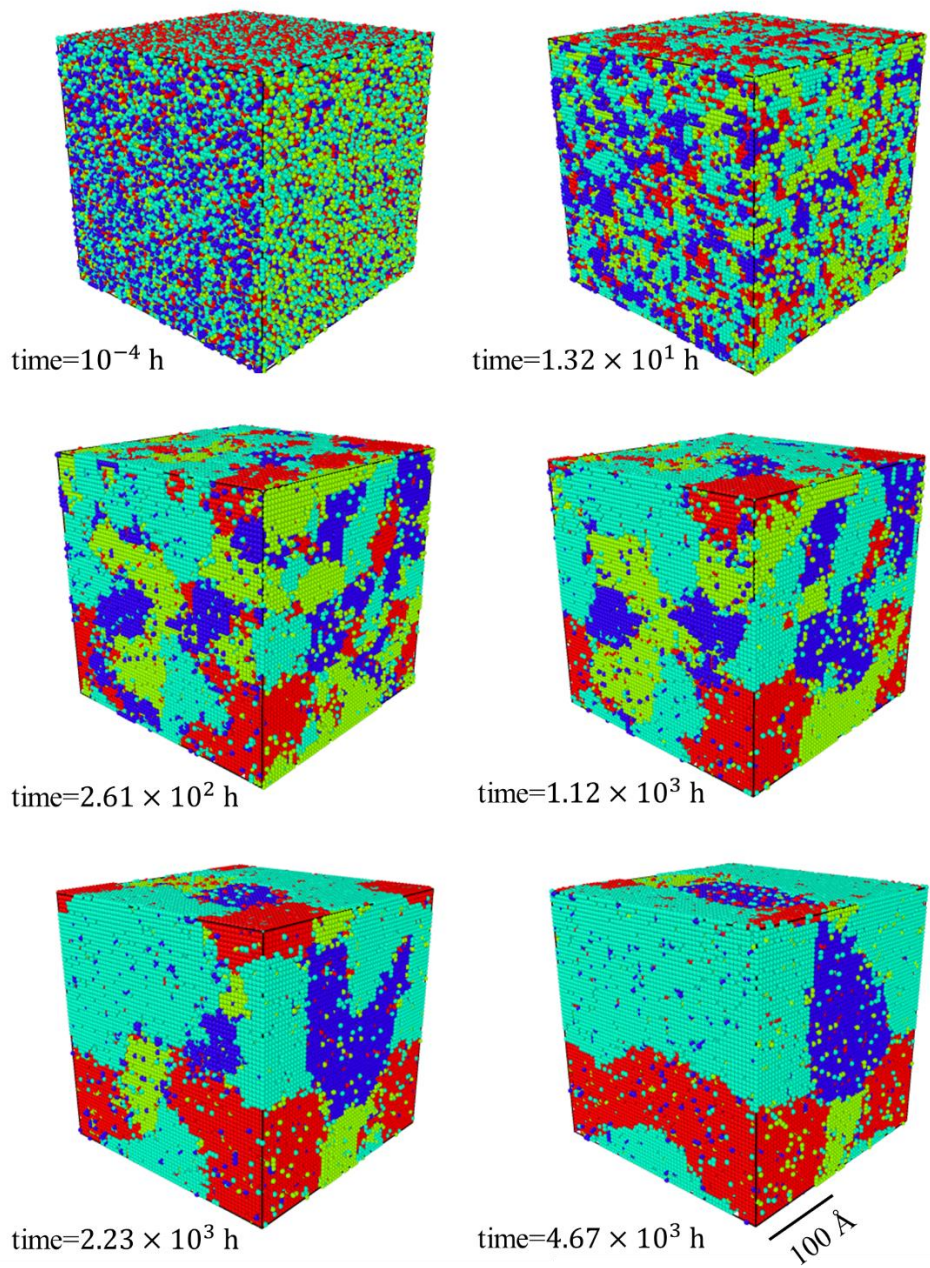 time=10⁻⁴ h
time=1.32 × 10¹ h
time=2.61 × 10² h
time=1.12 × 10³ h
time=2.23 × 10³ h
time=4.67 × 10³ h
100 Å